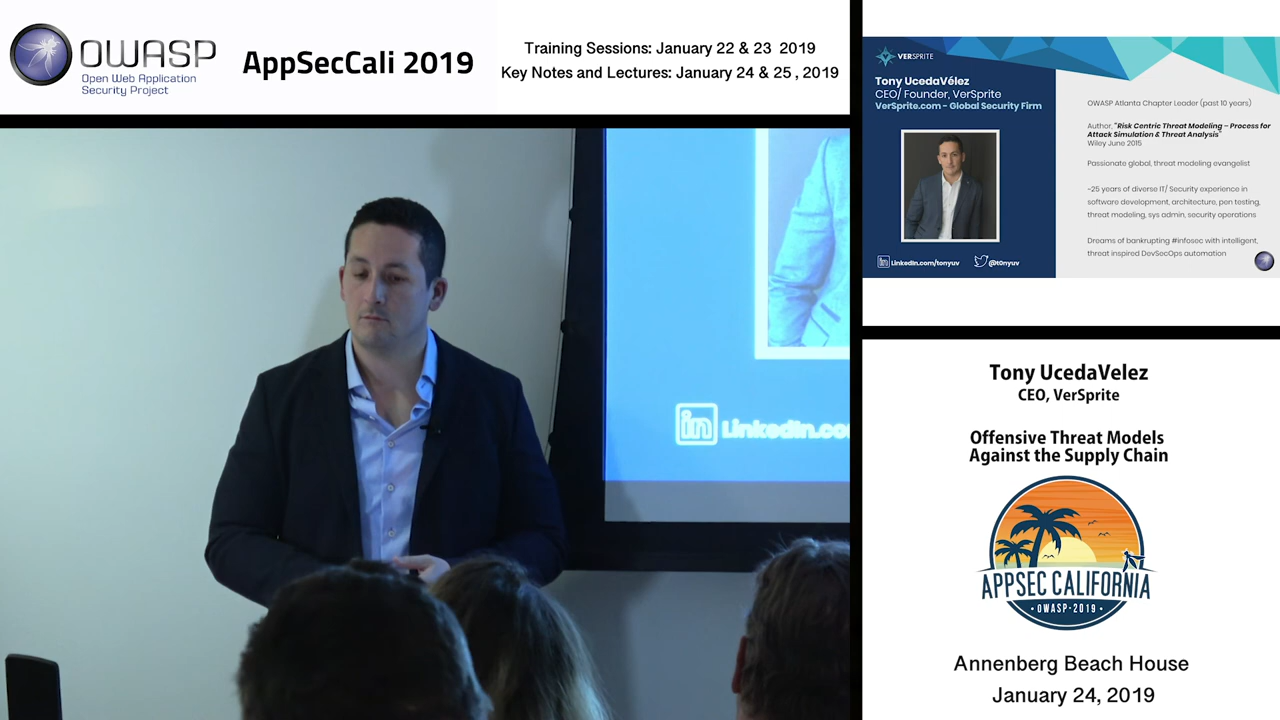 OWASP
Open Web Application
Security Project
AppSecCali 2019
Training Sessions: January 22 & 23 2019
Key Notes and Lectures: January 24 & 25 , 2019
LinkedIn.co
VERSPRITE
Tony UcedaVélez
CEO/ Founder, VerSprite
VerSprite.com - Global Security Firm
LinkedIn.com/tonyuv
@t0nyuv
OWASP Atlanta Chapter Leader (past 10 years)
Author, "Risk Centric Threat Modeling – Process for
Attack Simulation & Threat Analysis"
Wiley June 2015
Passionate global, threat modeling evangelist
~25 years of diverse IT/ Security experience in
software development, architecture, pen testing,
threat modeling, sys admin, security operations
Dreams of bankrupting #infosec with intelligent,
threat inspired DevSecOps automation
Tony UcedaVelez
CEO, VerSprite
Offensive Threat Models
Against the Supply Chain
APPSEC CALIFORNIA
• OWASP-2019 •
Annenberg Beach House
January 24, 2019